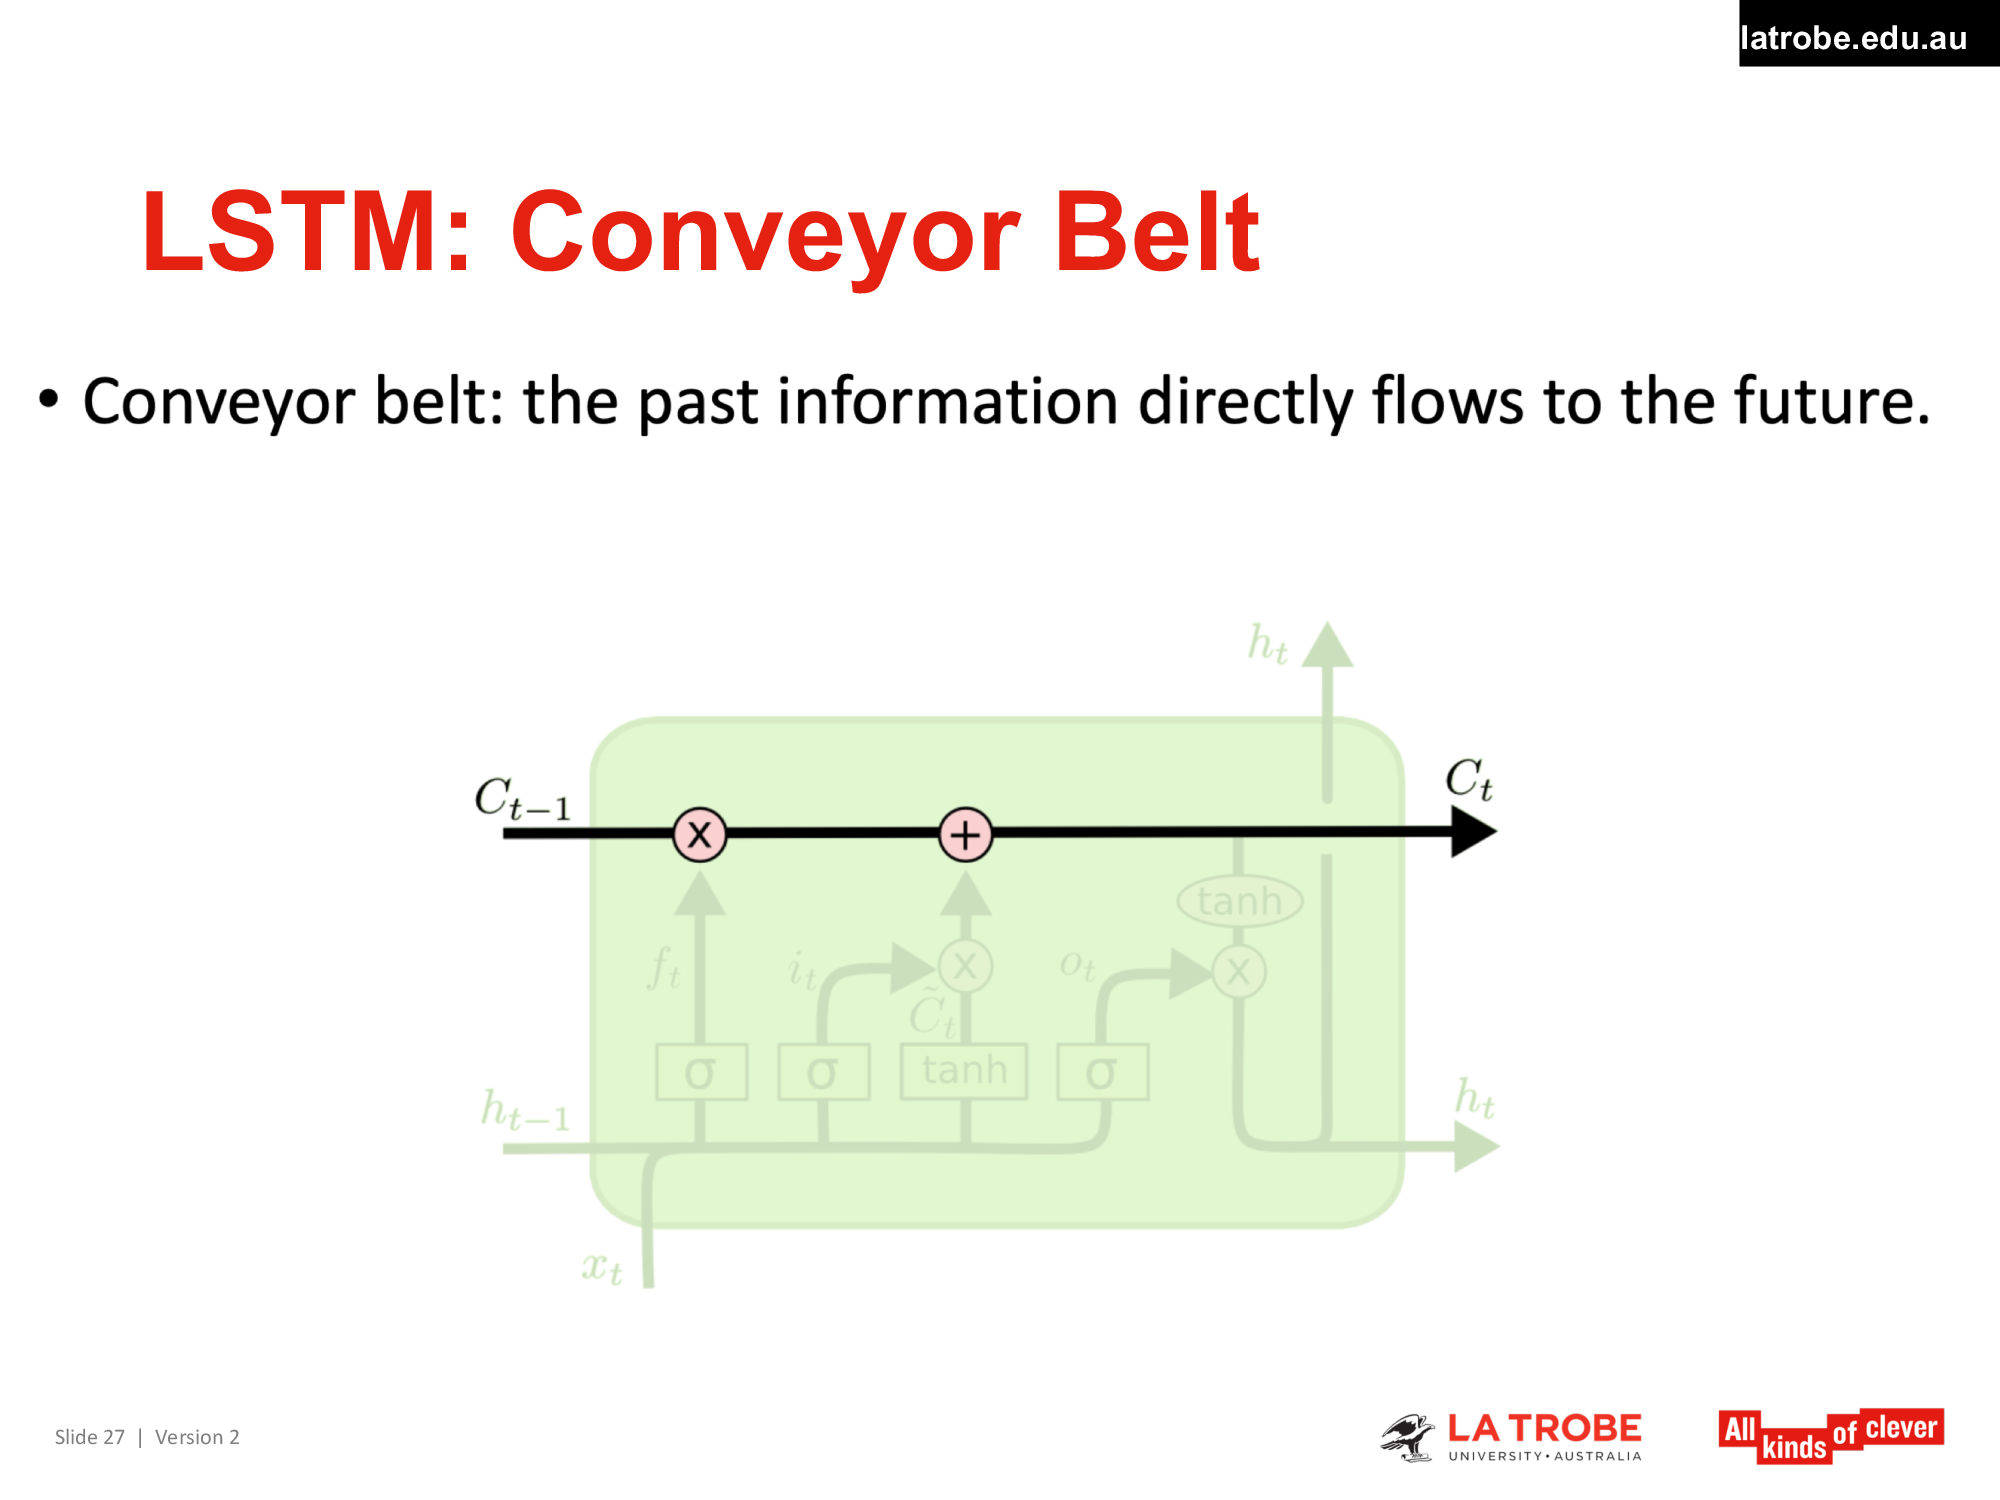 latrobe.edu.au
LSTM: Conveyor Belt
• Conveyor belt: the past information directly flows to the future.
h_t
C_{t-1}
C_t
x
+
tanh
f_t
i_t
x
o_t
x
C̃_t
σ
σ
tanh
σ
h_{t-1}
h_t
x_t
Slide 27 | Version 2
LA TROBE
UNIVERSITY • AUSTRALIA
All kinds of clever